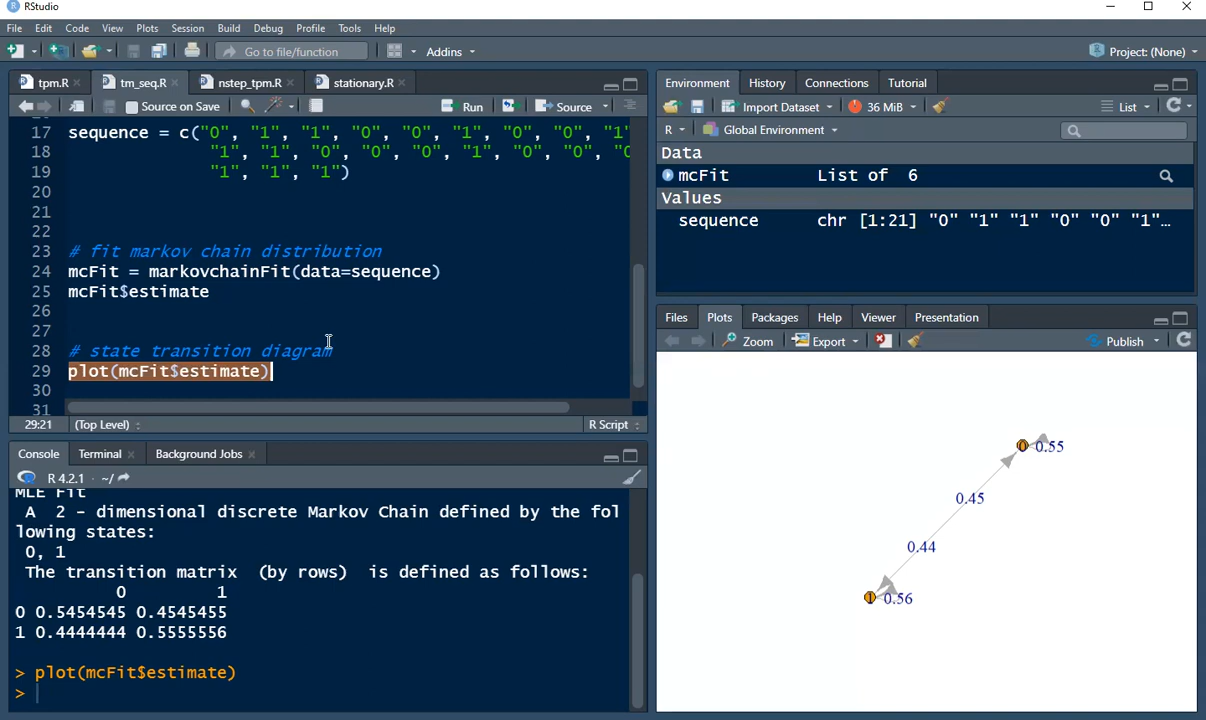 RStudio
File Edit Code View Plots Session Build Debug Profile Tools Help
Go to file/function Addins Project: (None)
tpm.R tm_seq.R nstep_tpm.R stationary.R
Source on Save Run Source
17 sequence = c("0", "1", "1", "0", "0", "1", "0", "0", "1"
18 "1", "1", "0", "0", "0", "1", "0", "0", "0
19 "1", "1", "1")
20
21
22
23 # fit markov chain distribution
24 mcFit = markovchainFit(data=sequence)
25 mcFit$estimate
26
27
28 # state transition diagram
29 plot(mcFit$estimate)
30
31
29:21 (Top Level) R Script
Console Terminal Background Jobs
R 4.2.1 · ~/
MLE Fit
A 2 - dimensional discrete Markov Chain defined by the fol
lowing states:
0, 1
The transition matrix (by rows) is defined as follows:
0 1
0 0.5454545 0.4545455
1 0.4444444 0.5555556
> plot(mcFit$estimate)
>
Environment History Connections Tutorial
Import Dataset 36 MiB List
R Global Environment
Data
mcFit List of 6
Values
sequence chr [1:21] "0" "1" "1" "0" "0" "1"…
Files Plots Packages Help Viewer Presentation
Zoom Export Publish
0 0.55
0.45
0.44
1 0.56